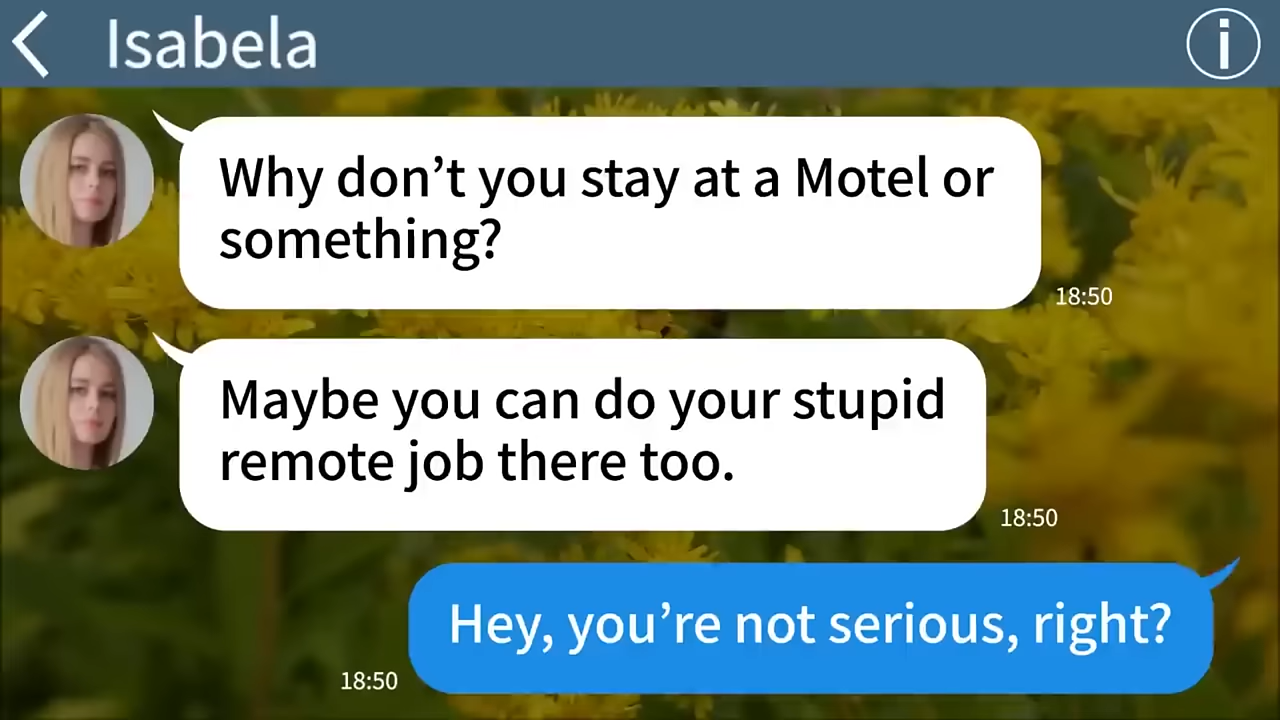 Isabela
Why don’t you stay at a Motel or
something?
18:50
Maybe you can do your stupid
remote job there too.
18:50
Hey, you’re not serious, right?
18:50